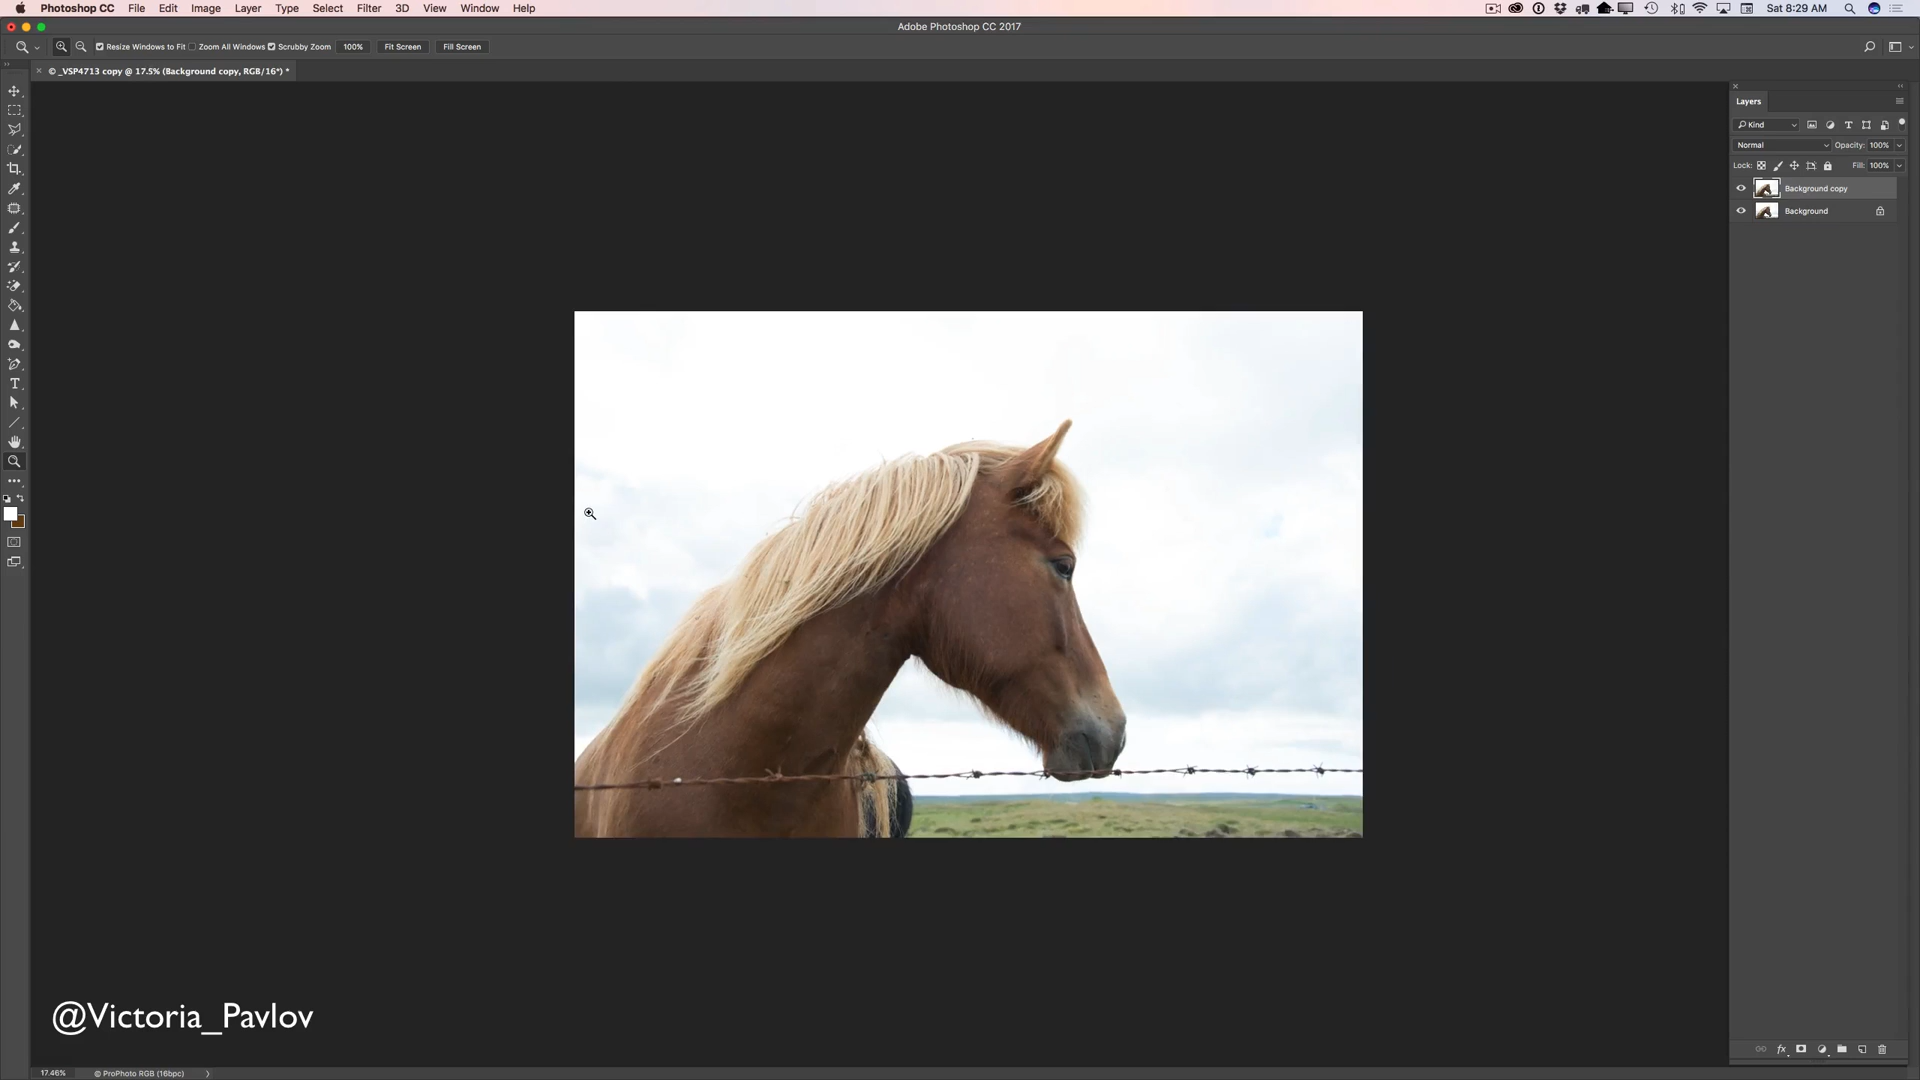 Photoshop CC File Edit Image Layer Type Select Filter 3D View Window Help Sat 8:29 AM
Adobe Photoshop CC 2017
Resize Windows to Fit Zoom All Windows Scrubby Zoom 100% Fit Screen Fill Screen
© _VSP4713 copy @ 17.5% (Background copy, RGB/16*) *
Layers
Kind
Normal Opacity: 100%
Lock: Fill: 100%
Background copy
Background
@Victoria_Pavlov
17.46% © ProPhoto RGB (16bpc)